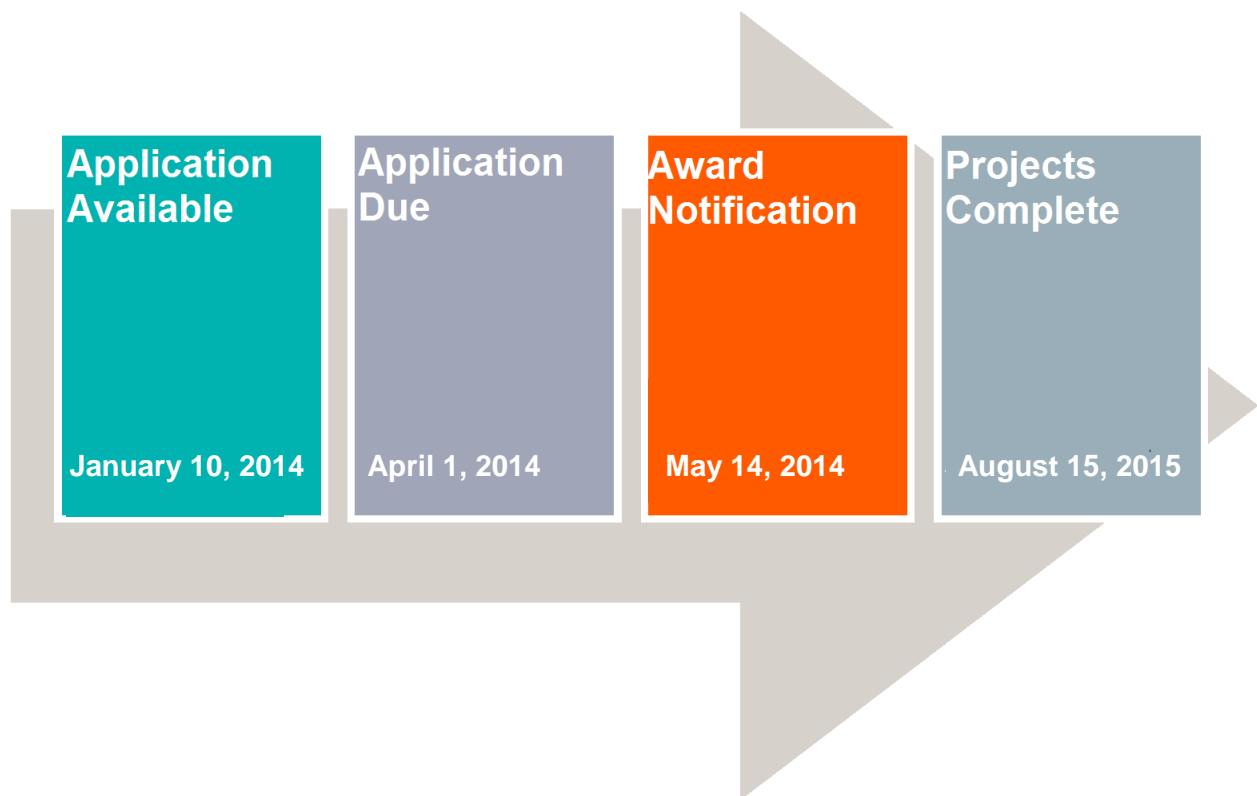 Application
Available
January 10, 2014
Application
Due
April 1, 2014
Award
Notification
May 14, 2014
Projects
Complete
August 15, 2015